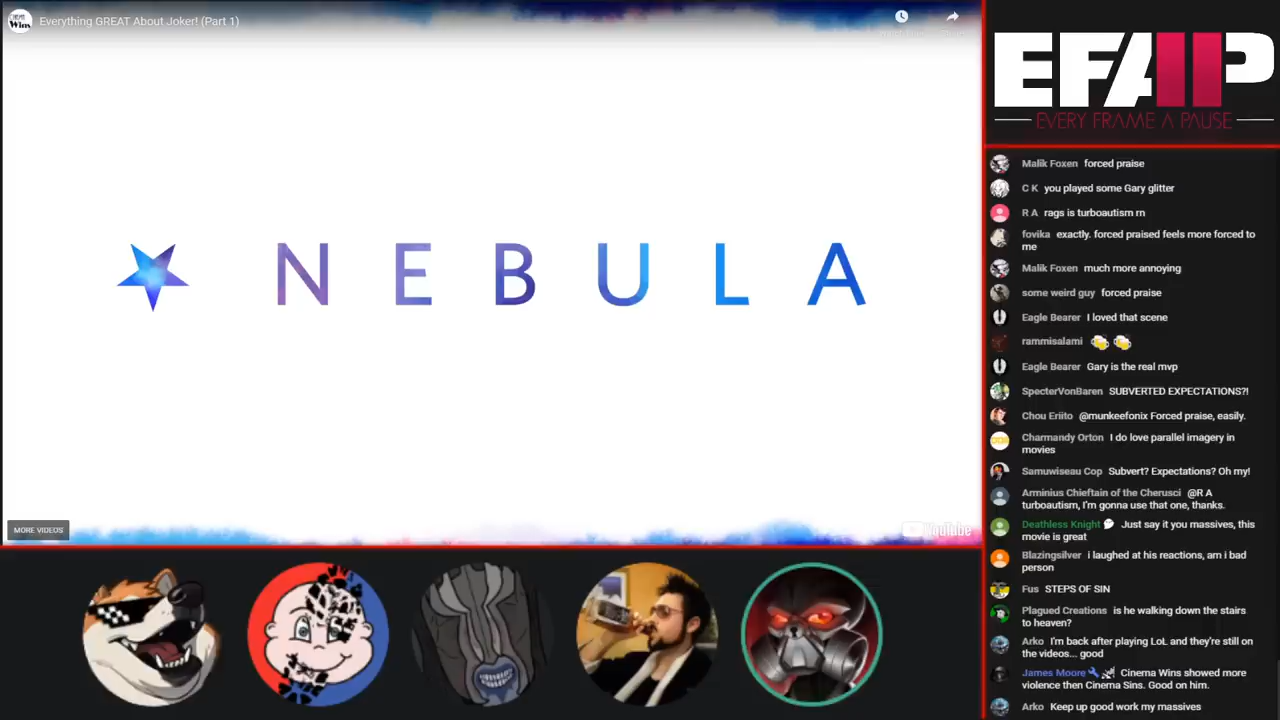 Everything GREAT About Joker! (Part 1)
NEBULA
MORE VIDEOS
YouTube
EFAP
EVERY FRAME A PAUSE
Malik Foxen forced praise
C K you played some Gary glitter
R A rags is turboautism rn
fovika exactly. forced praised feels more forced to
me
Malik Foxen much more annoying
some weird guy forced praise
Eagle Bearer I loved that scene
rammisalami
Eagle Bearer Gary is the real mvp
SpecterVonBaren SUBVERTED EXPECTATIONS?!
Chou Eriito @munkeefonix Forced praise, easily.
Charmandy Orton I do love parallel imagery in
movies
Samuwiseau Cop Subvert? Expectations? Oh my!
Arminius Chieftain of the Cherusci @R A
turboautism, I'm gonna use that one, thanks.
Deathless Knight Just say it you massives, this
movie is great
Blazingsilver i laughed at his reactions, am i bad
person
Fus STEPS OF SIN
Plagued Creations is he walking down the stairs
to heaven?
Arko I'm back after playing LoL and they're still on
the videos... good
James Moore Cinema Wins showed more
violence then Cinema Sins. Good on him.
Arko Keep up good work my massives